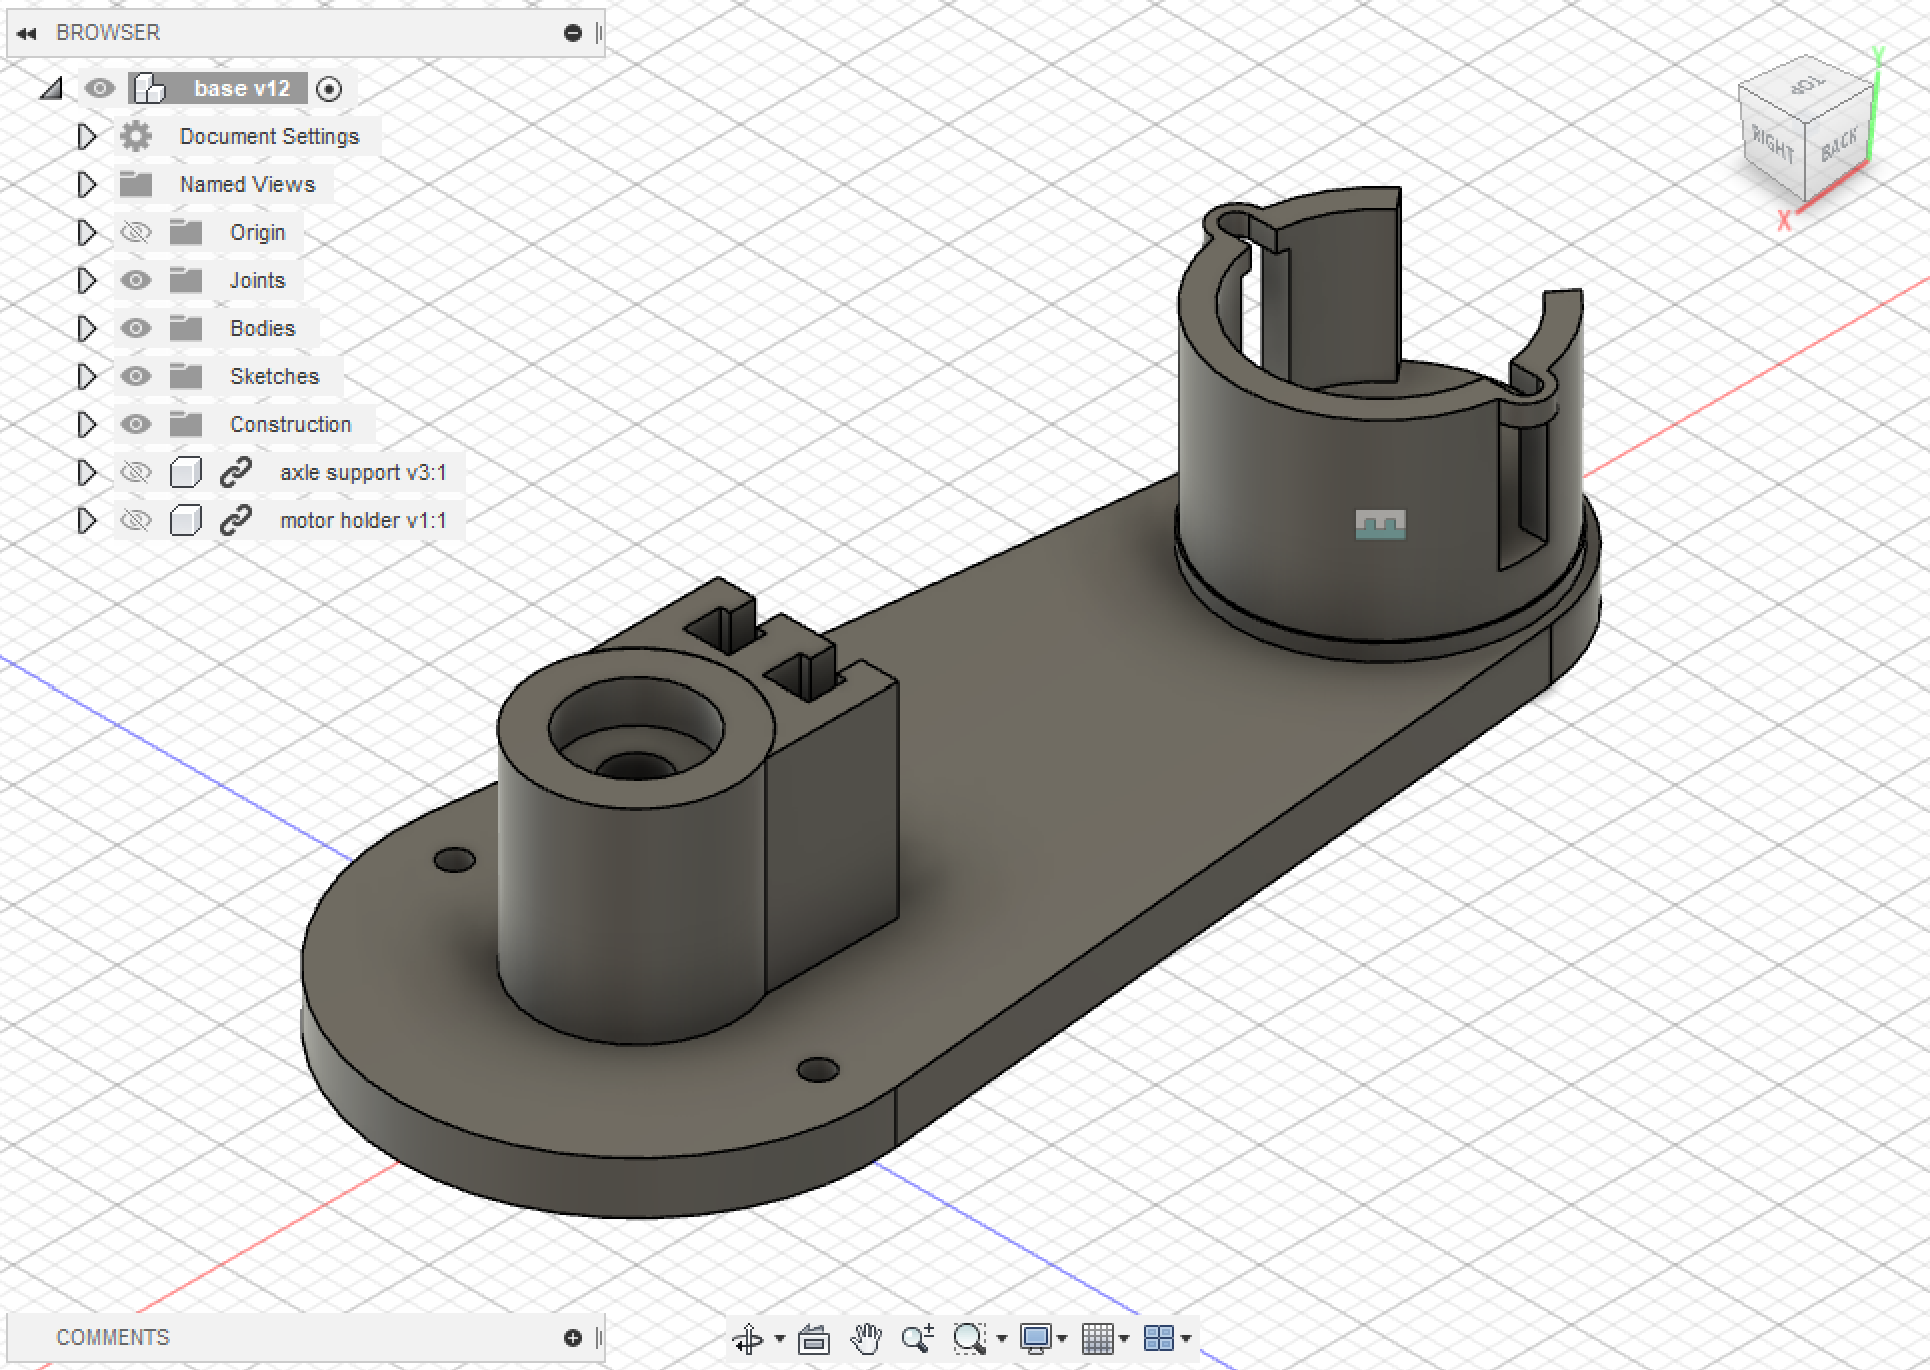 BROWSER
base v12
Document Settings
Named Views
Origin
Joints
Bodies
Sketches
Construction
axle support v3:1
motor holder v1:1
Y
TOP
RIGHT
BACK
X
COMMENTS